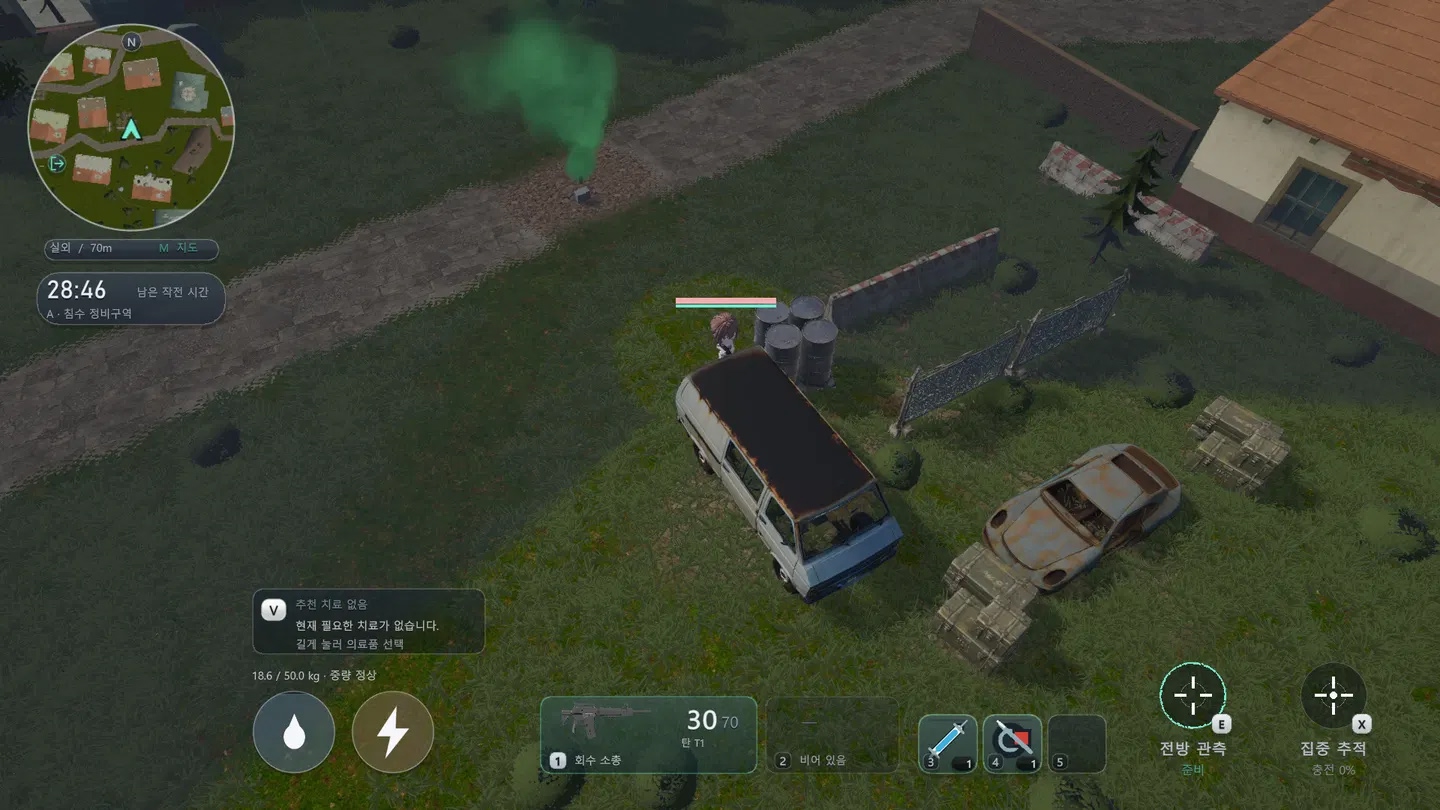 N
실외 / 70m M 지도
28:46 남은 작전 시간
A · 침수 정비구역
V 추천 치료 없음
현재 필요한 치료가 없습니다.
길게 눌러 의료품 선택
18.6 / 50.0 kg · 중량 정상
30 70
탄 T1
1 회수 소총
—
2 비어 있음
3 1
4 1
5
E
전방 관측
준비
X
집중 추적
충전 0%